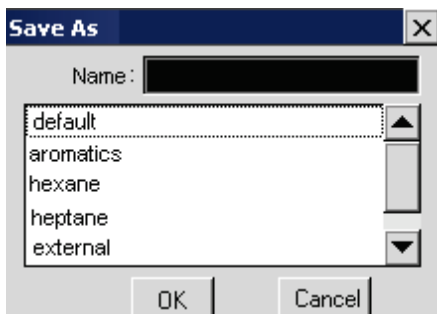 Save As
Name:
default
aromatics
hexane
heptane
external
OK Cancel